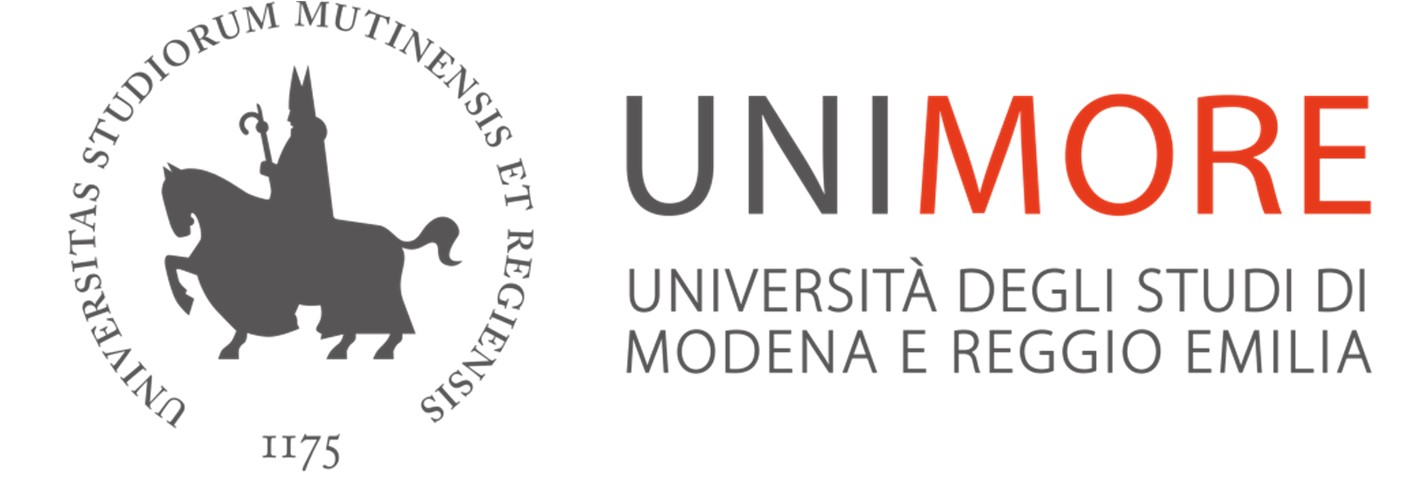 UNIVERSITAS STUDIORUM MUTINENSIS ET REGIENSIS
1175
UNIMORE
UNIVERSITÀ DEGLI STUDI DI
MODENA E REGGIO EMILIA